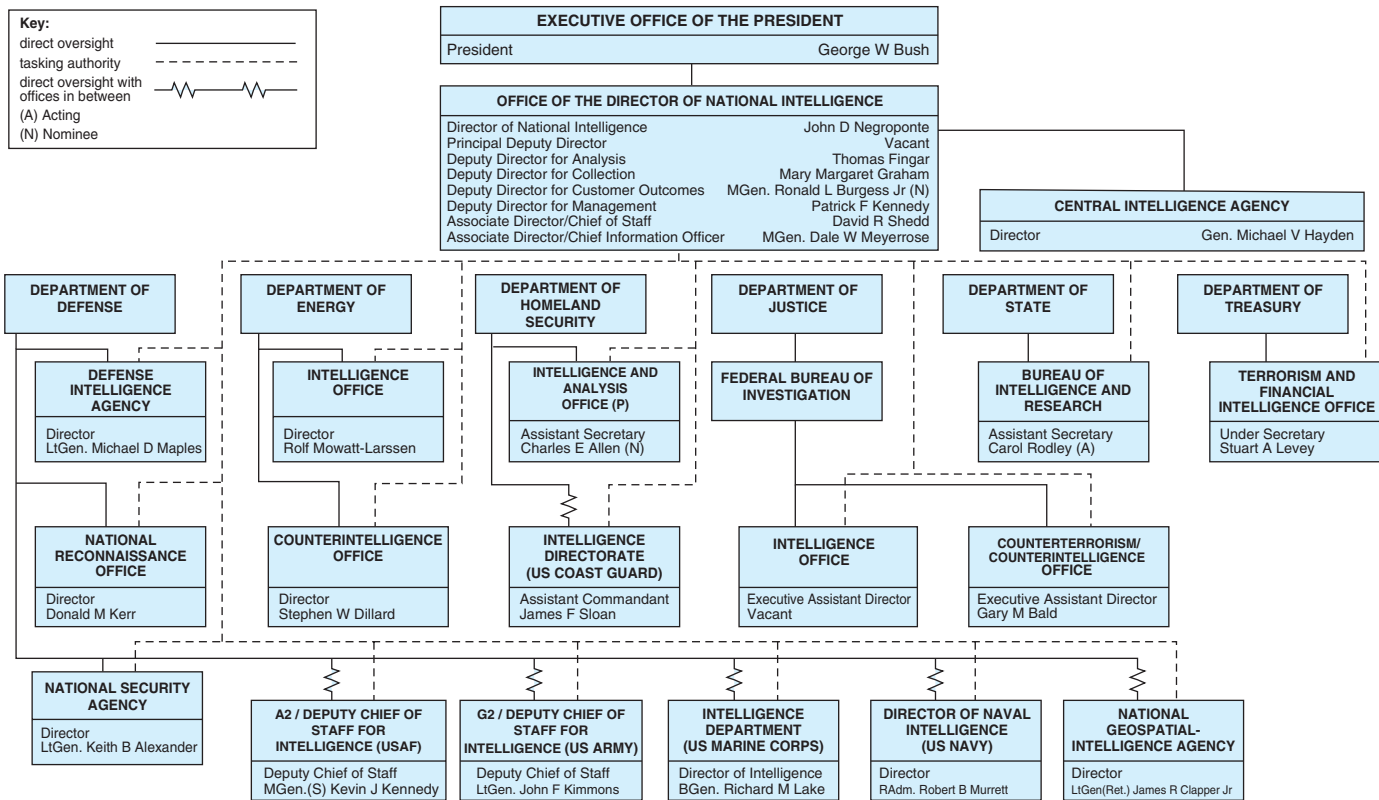 Key:
direct oversight
tasking authority
direct oversight with
offices in between
(A) Acting
(N) Nominee
EXECUTIVE OFFICE OF THE PRESIDENT
President George W Bush
OFFICE OF THE DIRECTOR OF NATIONAL INTELLIGENCE
Director of National Intelligence John D Negroponte
Principal Deputy Director Vacant
Deputy Director for Analysis Thomas Fingar
Deputy Director for Collection Mary Margaret Graham
Deputy Director for Customer Outcomes MGen. Ronald L Burgess Jr (N)
Deputy Director for Management Patrick F Kennedy
Associate Director/Chief of Staff David R Shedd
Associate Director/Chief Information Officer MGen. Dale W Meyerrose
CENTRAL INTELLIGENCE AGENCY
Director Gen. Michael V Hayden
DEPARTMENT OF
DEFENSE
DEPARTMENT OF
ENERGY
DEPARTMENT OF
HOMELAND
SECURITY
DEPARTMENT OF
JUSTICE
DEPARTMENT OF
STATE
DEPARTMENT OF
TREASURY
DEFENSE
INTELLIGENCE
AGENCY
Director
LtGen. Michael D Maples
INTELLIGENCE
OFFICE
Director
Rolf Mowatt-Larssen
INTELLIGENCE AND
ANALYSIS
OFFICE (P)
Assistant Secretary
Charles E Allen (N)
FEDERAL BUREAU OF
INVESTIGATION
BUREAU OF
INTELLIGENCE AND
RESEARCH
Assistant Secretary
Carol Rodley (A)
TERRORISM AND
FINANCIAL
INTELLIGENCE OFFICE
Under Secretary
Stuart A Levey
NATIONAL
RECONNAISSANCE
OFFICE
Director
Donald M Kerr
COUNTERINTELLIGENCE
OFFICE
Director
Stephen W Dillard
INTELLIGENCE
DIRECTORATE
(US COAST GUARD)
Assistant Commandant
James F Sloan
INTELLIGENCE
OFFICE
Executive Assistant Director
Vacant
COUNTERTERRORISM/
COUNTERINTELLIGENCE
OFFICE
Executive Assistant Director
Gary M Bald
NATIONAL SECURITY
AGENCY
Director
LtGen. Keith B Alexander
A2 / DEPUTY CHIEF OF
STAFF FOR
INTELLIGENCE (USAF)
Deputy Chief of Staff
MGen.(S) Kevin J Kennedy
G2 / DEPUTY CHIEF OF
STAFF FOR
INTELLIGENCE (US ARMY)
Deputy Chief of Staff
LtGen. John F Kimmons
INTELLIGENCE
DEPARTMENT
(US MARINE CORPS)
Director of Intelligence
BGen. Richard M Lake
DIRECTOR OF NAVAL
INTELLIGENCE
(US NAVY)
Director
RAdm. Robert B Murrett
NATIONAL
GEOSPATIAL-
INTELLIGENCE AGENCY
Director
LtGen(Ret.) James R Clapper Jr